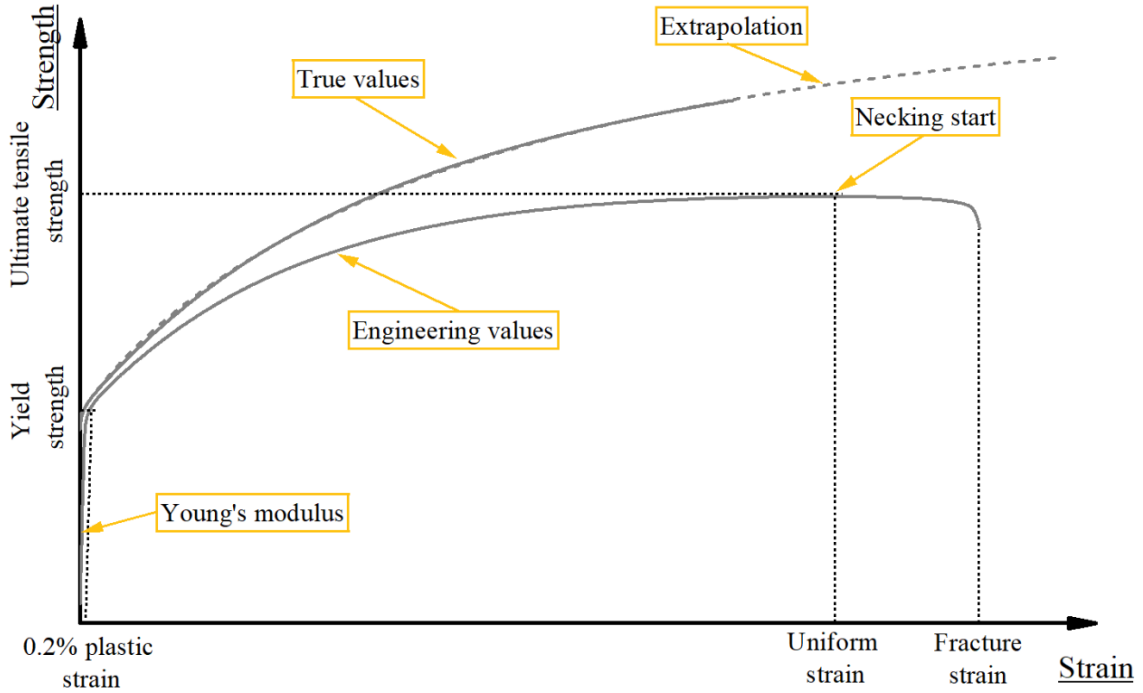 Strength
Extrapolation
True values
Necking start
Ultimate tensile
strength
Engineering values
Yield
strength
Young's modulus
0.2% plastic
strain
Uniform
strain
Fracture
strain
Strain